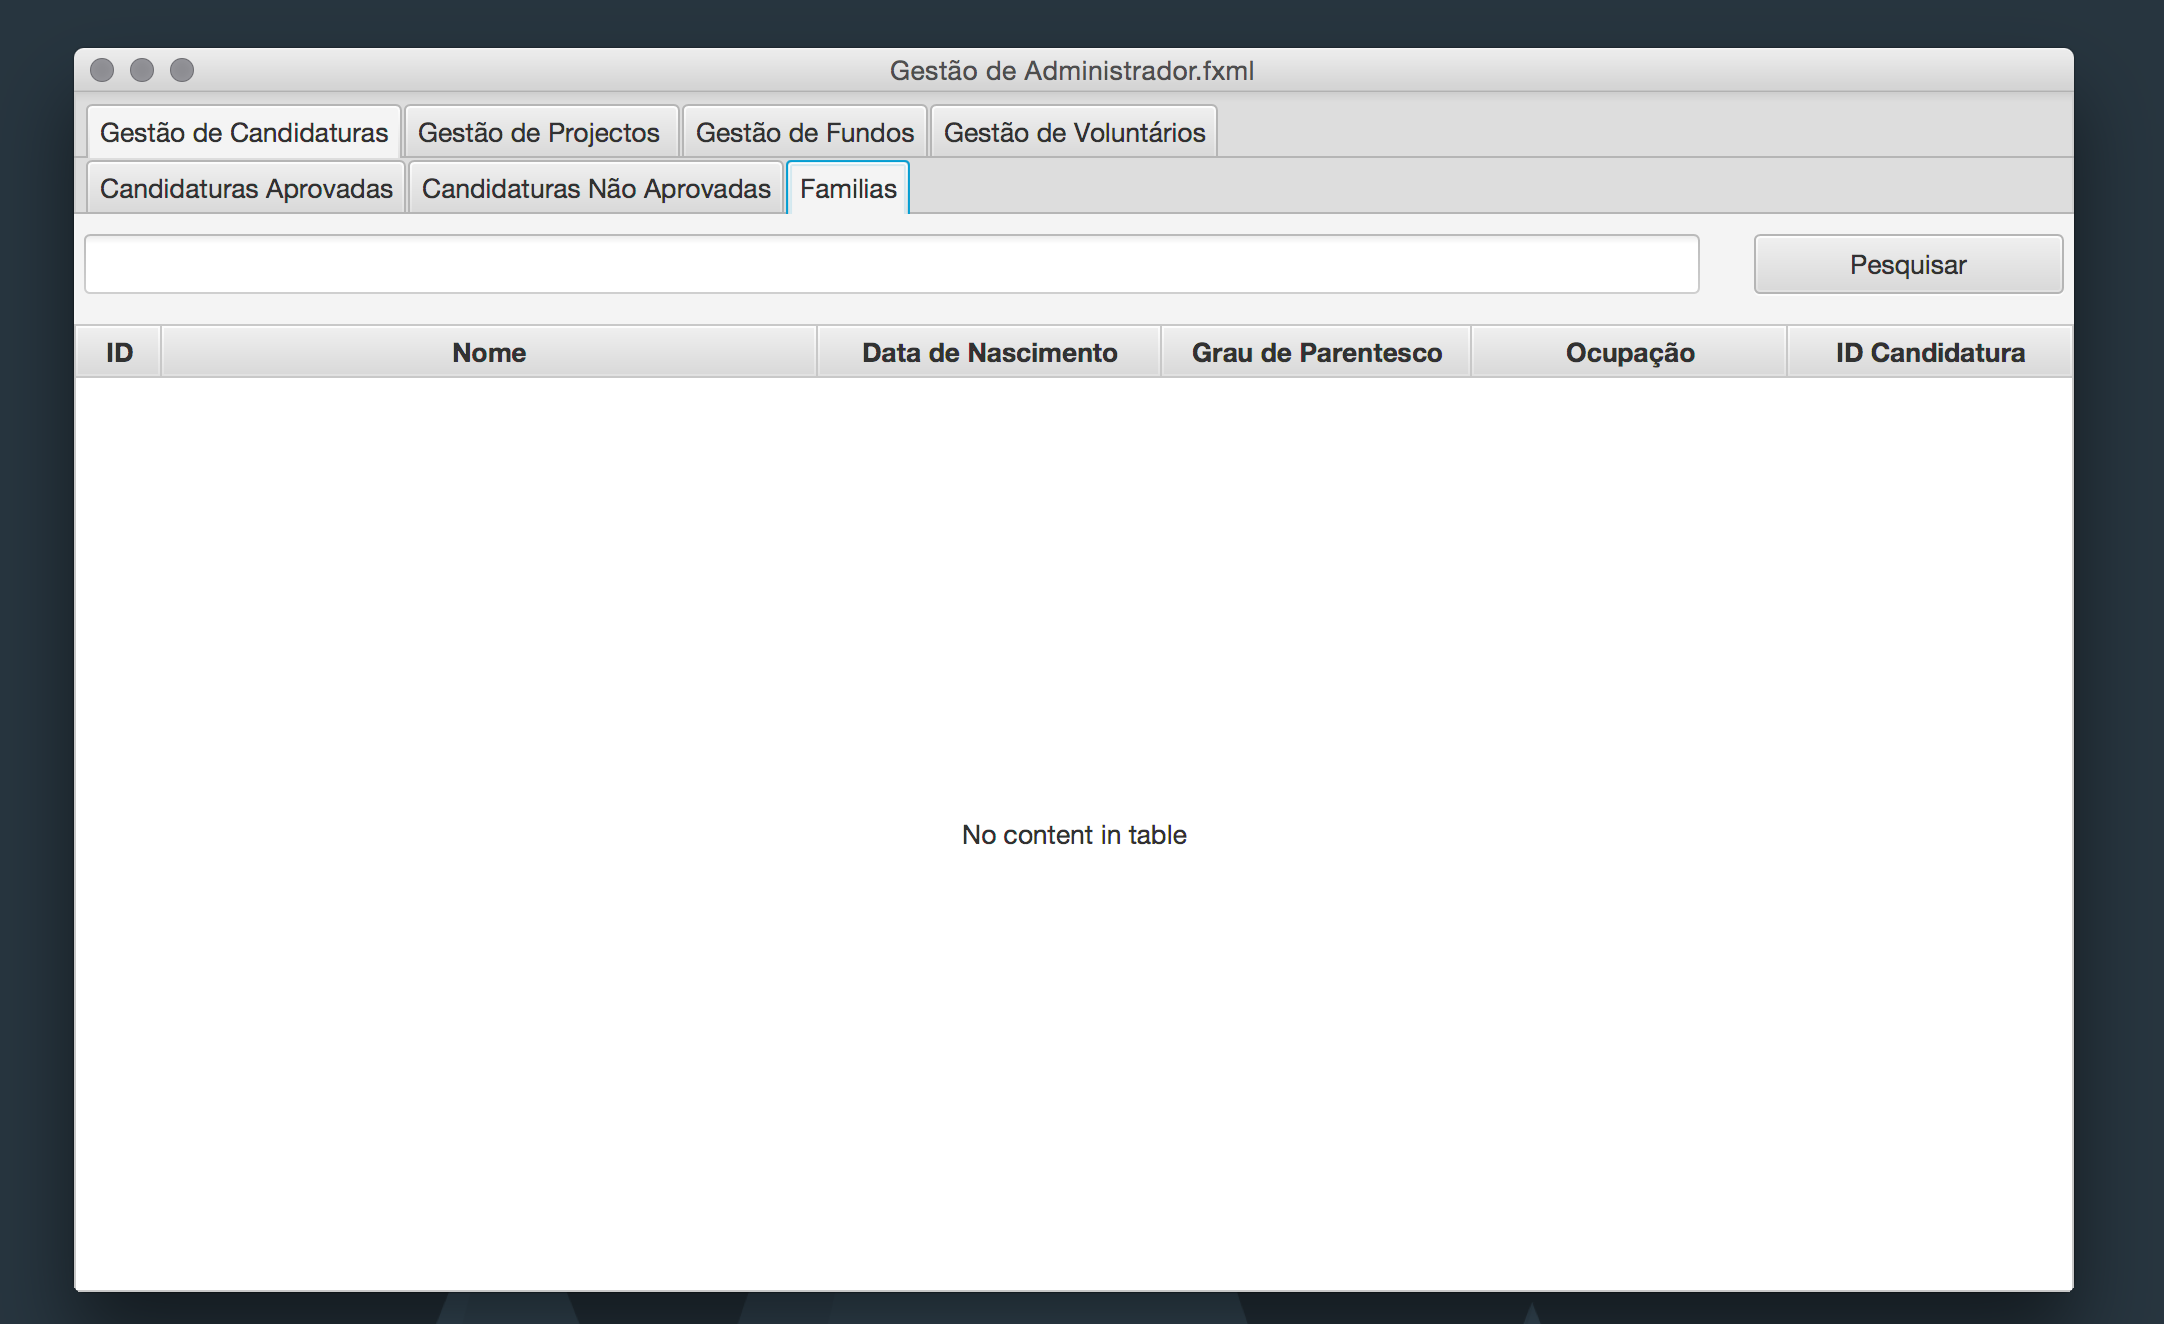 Gestão de Administrador.fxml
Gestão de Candidaturas Gestão de Projectos Gestão de Fundos Gestão de Voluntários
Candidaturas Aprovadas Candidaturas Não Aprovadas Familias
Pesquisar
ID Nome Data de Nascimento Grau de Parentesco Ocupação ID Candidatura
No content in table